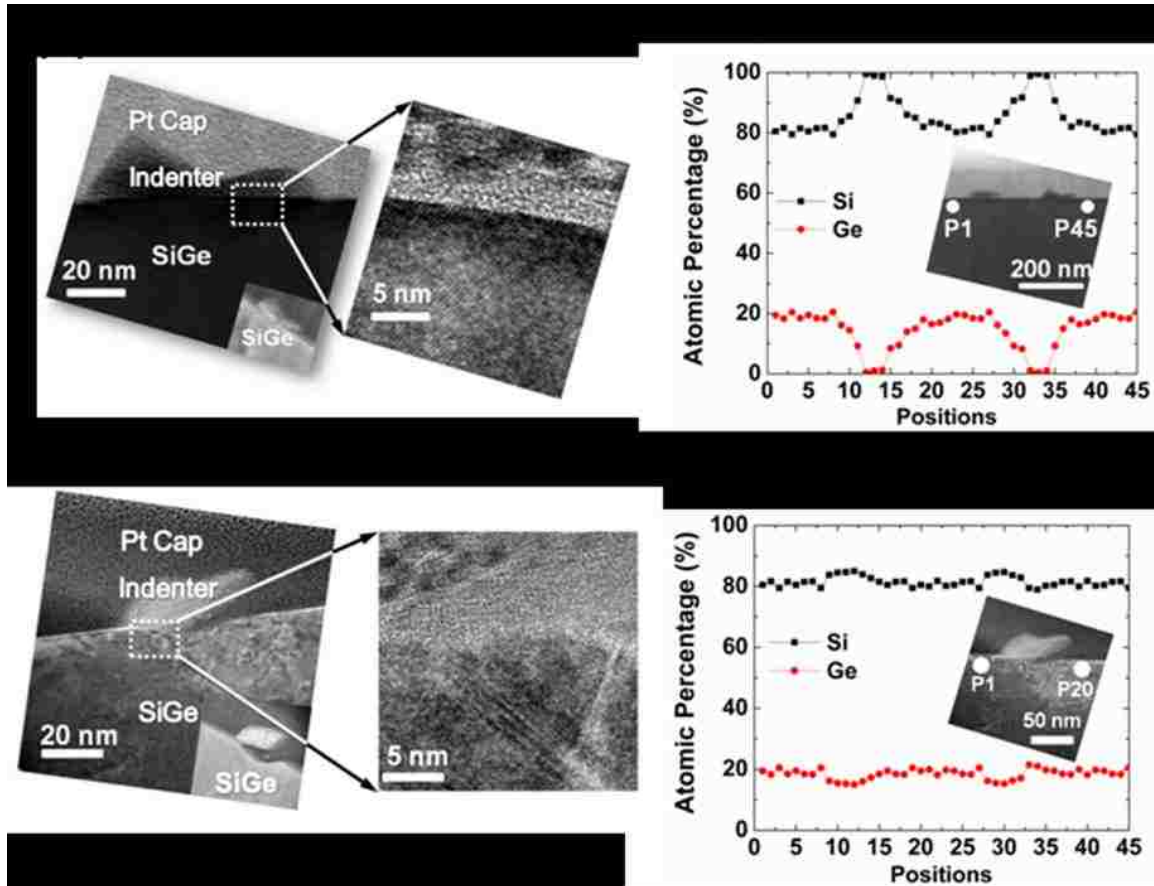 Pt Cap
Indenter
SiGe
20 nm
SiGe
5 nm
Atomic Percentage (%)
100
80
60
40
20
0
Si
Ge
P1
P45
200 nm
0 5 10 15 20 25 30 35 40 45
Positions
Pt Cap
Indenter
SiGe
20 nm
SiGe
5 nm
Atomic Percentage (%)
100
80
60
40
20
0
Si
Ge
P1
P20
50 nm
0 5 10 15 20 25 30 35 40 45
Positions